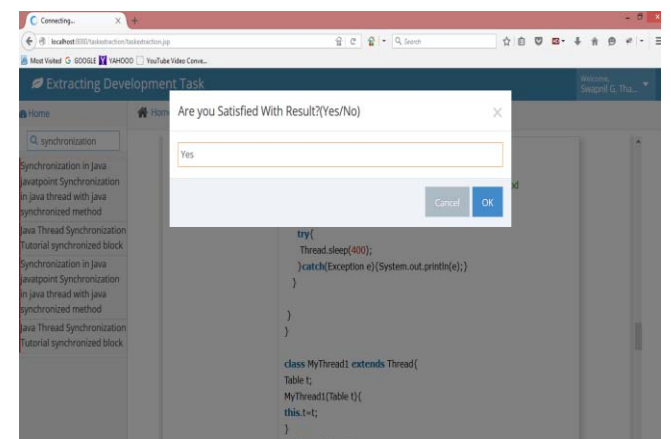 Connecting...
localhost:8080/taskextraction/taskextraction.jsp
Search
Most Visited GOOGLE YAHOO YouTube Video Conve...
Extracting Development Task
Welcome,
Swapnil G, Tha...
Home
Home
synchronization
Synchronization in Java
javatpoint Synchronization
in java thread with java
synchronized method
Java Thread Synchronization
Tutorial synchronized block
Synchronization in Java
javatpoint Synchronization
in java thread with java
synchronized method
Java Thread Synchronization
Tutorial synchronized block
Are you Satisfied With Result?(Yes/No)
Yes
Cancel OK
try{
Thread.sleep(400);
}catch(Exception e){System.out.println(e);}
}
}
}
class MyThread1 extends Thread{
Table t;
MyThread1(Table t){
this.t=t;
}